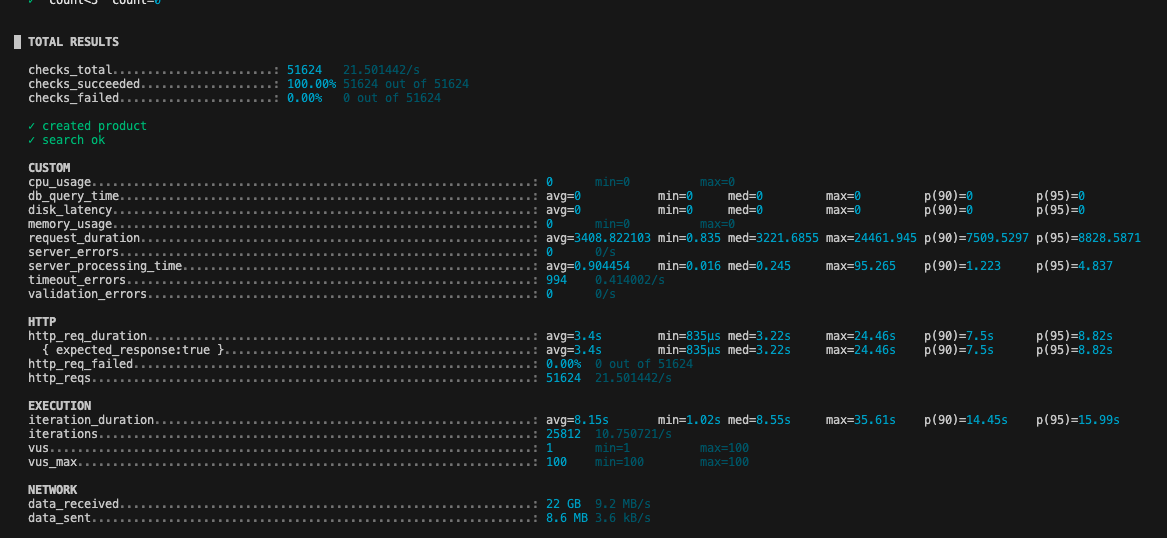 ✓ 'count<5' count=0
TOTAL RESULTS
checks_total.......................: 51624 21.501442/s
checks_succeeded...................: 100.00% 51624 out of 51624
checks_failed......................: 0.00% 0 out of 51624
✓ created product
✓ search ok
CUSTOM
cpu_usage...............................................................: 0 min=0 max=0
db_query_time...........................................................: avg=0 min=0 med=0 max=0 p(90)=0 p(95)=0
disk_latency............................................................: avg=0 min=0 med=0 max=0 p(90)=0 p(95)=0
memory_usage............................................................: 0 min=0 max=0
request_duration........................................................: avg=3408.822103 min=0.835 med=3221.6855 max=24461.945 p(90)=7509.5297 p(95)=8828.5871
server_errors...........................................................: 0 0/s
server_processing_time..................................................: avg=0.904454 min=0.016 med=0.245 max=95.265 p(90)=1.223 p(95)=4.837
timeout_errors..........................................................: 994 0.414002/s
validation_errors.......................................................: 0 0/s
HTTP
http_req_duration.......................................................: avg=3.4s min=835µs med=3.22s max=24.46s p(90)=7.5s p(95)=8.82s
{ expected_response:true }............................................: avg=3.4s min=835µs med=3.22s max=24.46s p(90)=7.5s p(95)=8.82s
http_req_failed.........................................................: 0.00% 0 out of 51624
http_reqs...............................................................: 51624 21.501442/s
EXECUTION
iteration_duration......................................................: avg=8.15s min=1.02s med=8.55s max=35.61s p(90)=14.45s p(95)=15.99s
iterations..............................................................: 25812 10.750721/s
vus.....................................................................: 1 min=1 max=100
vus_max.................................................................: 100 min=100 max=100
NETWORK
data_received...........................................................: 22 GB 9.2 MB/s
data_sent...............................................................: 8.6 MB 3.6 kB/s